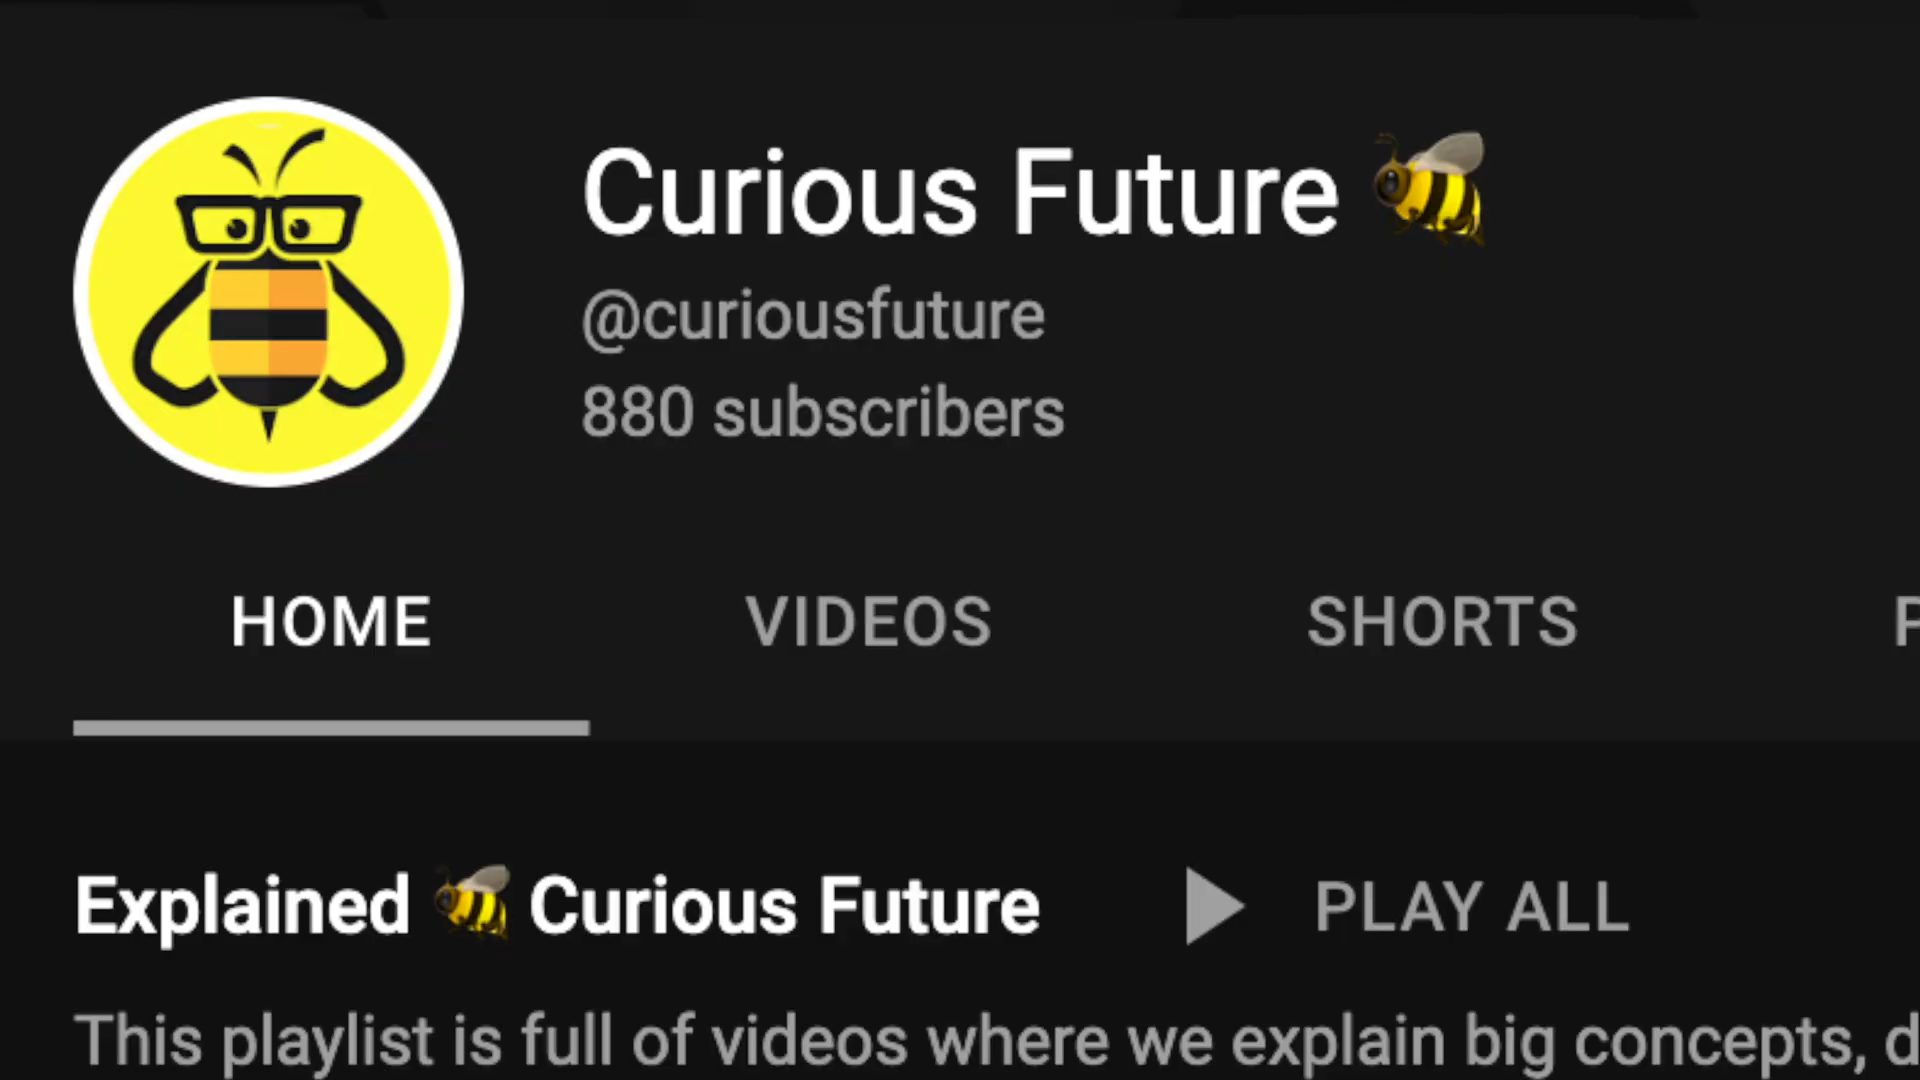 Curious Future 🐝
@curiousfuture
880 subscribers
HOME VIDEOS SHORTS
Explained 🐝 Curious Future PLAY ALL
This playlist is full of videos where we explain big concepts,